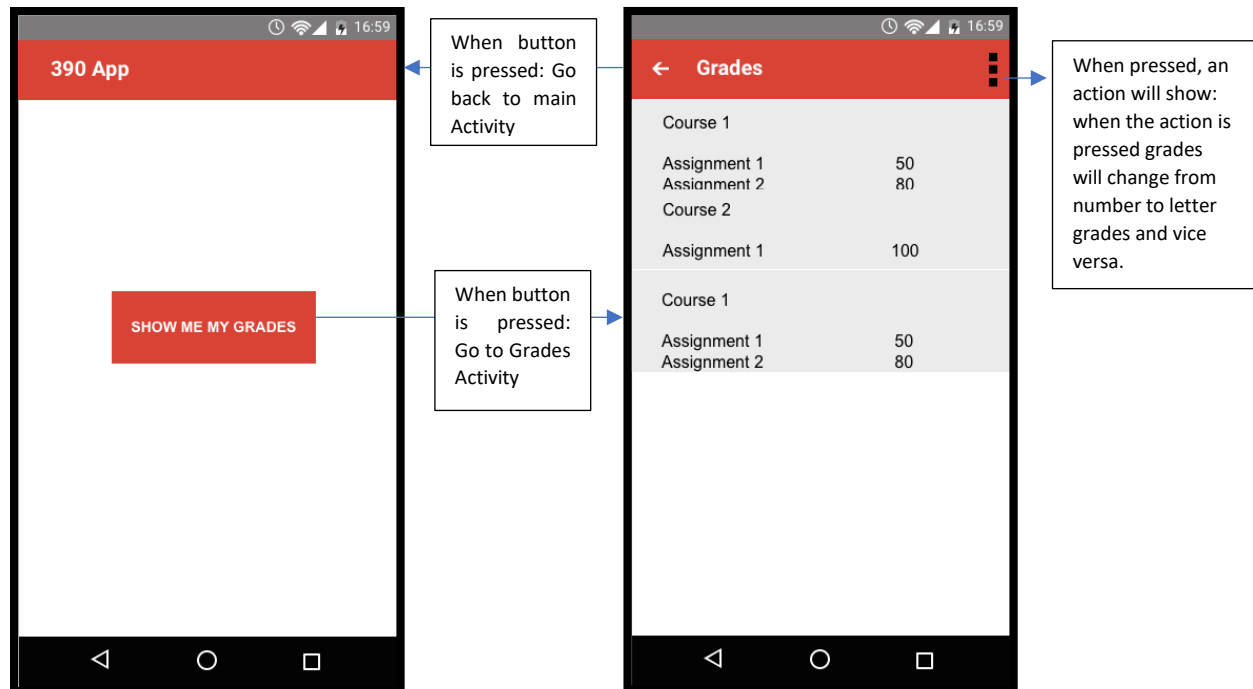 16:59
390 App
SHOW ME MY GRADES
When button
is pressed: Go
back to main
Activity
When button
is pressed:
Go to Grades
Activity
16:59
Grades
Course 1
Assignment 1 50
Assignment 2 80
Course 2
Assignment 1 100
Course 1
Assignment 1 50
Assignment 2 80
When pressed, an
action will show:
when the action is
pressed grades
will change from
number to letter
grades and vice
versa.